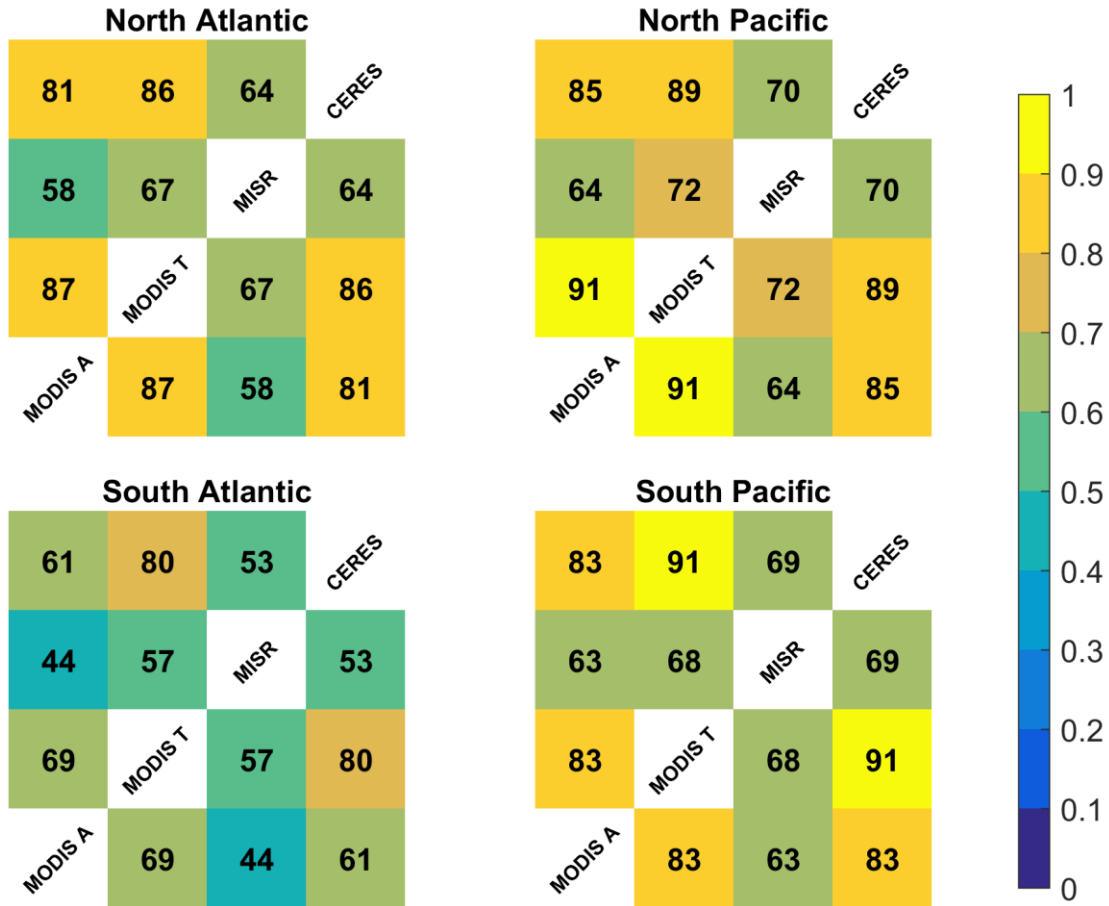 North Atlantic
81 86 64 CERES
58 67 MISR 64
87 MODIS T 67 86
MODIS A 87 58 81
North Pacific
85 89 70 CERES
64 72 MISR 70
91 MODIS T 72 89
MODIS A 91 64 85
South Atlantic
61 80 53 CERES
44 57 MISR 53
69 MODIS T 57 80
MODIS A 69 44 61
South Pacific
83 91 69 CERES
63 68 MISR 69
83 MODIS T 68 91
MODIS A 83 63 83
1
0.9
0.8
0.7
0.6
0.5
0.4
0.3
0.2
0.1
0